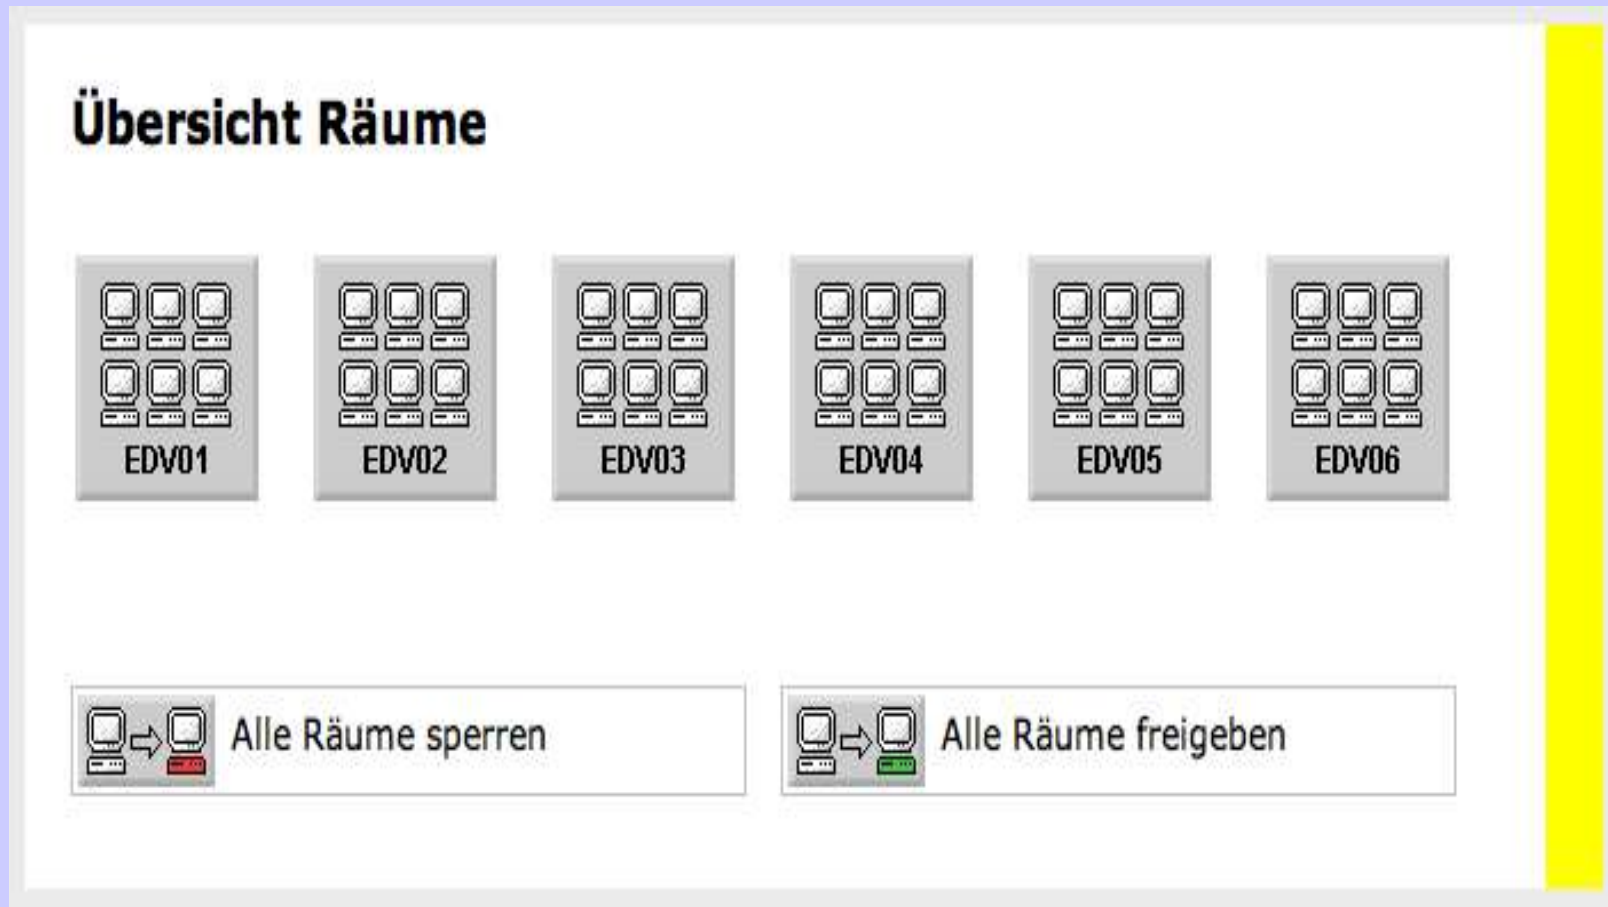 Übersicht Räume
EDV01 EDV02 EDV03 EDV04 EDV05 EDV06
Alle Räume sperren Alle Räume freigeben